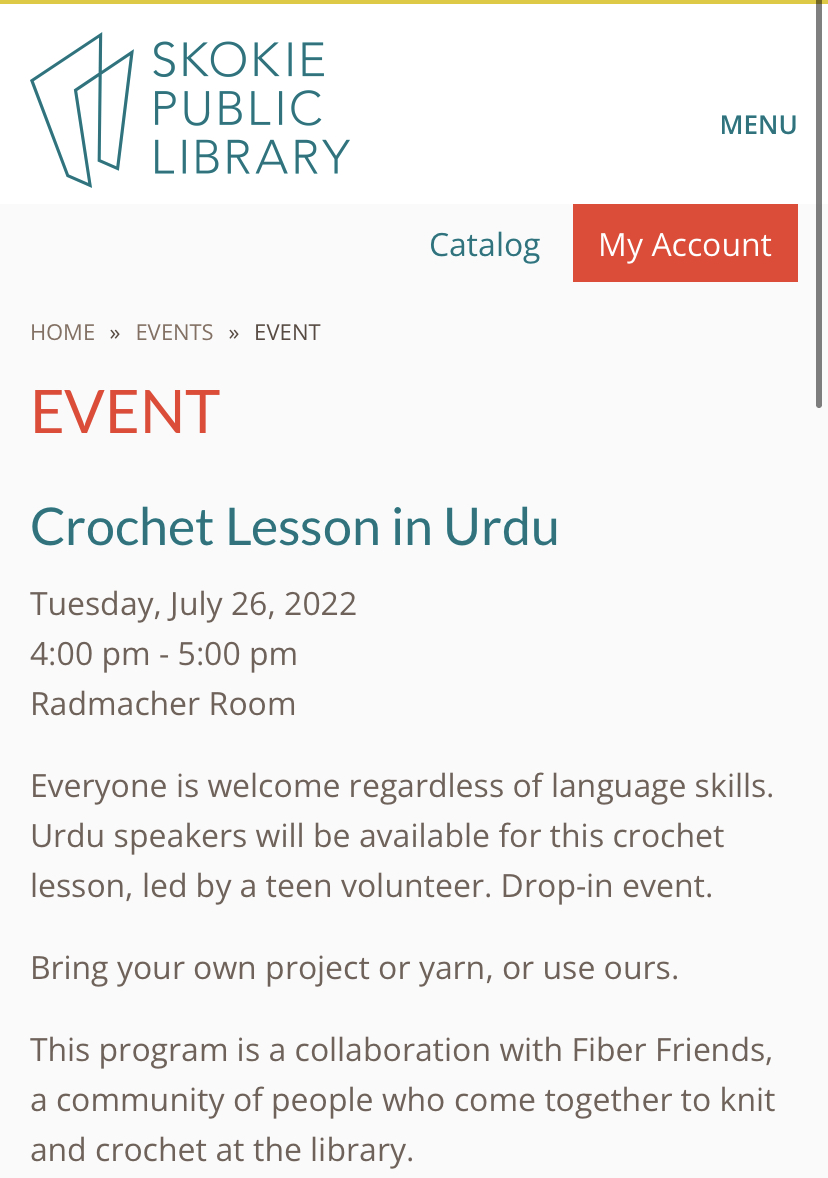 SKOKIE
PUBLIC
LIBRARY
MENU
Catalog
My Account
HOME » EVENTS » EVENT
EVENT
Crochet Lesson in Urdu
Tuesday, July 26, 2022
4:00 pm - 5:00 pm
Radmacher Room
Everyone is welcome regardless of language skills.
Urdu speakers will be available for this crochet
lesson, led by a teen volunteer. Drop-in event.
Bring your own project or yarn, or use ours.
This program is a collaboration with Fiber Friends,
a community of people who come together to knit
and crochet at the library.